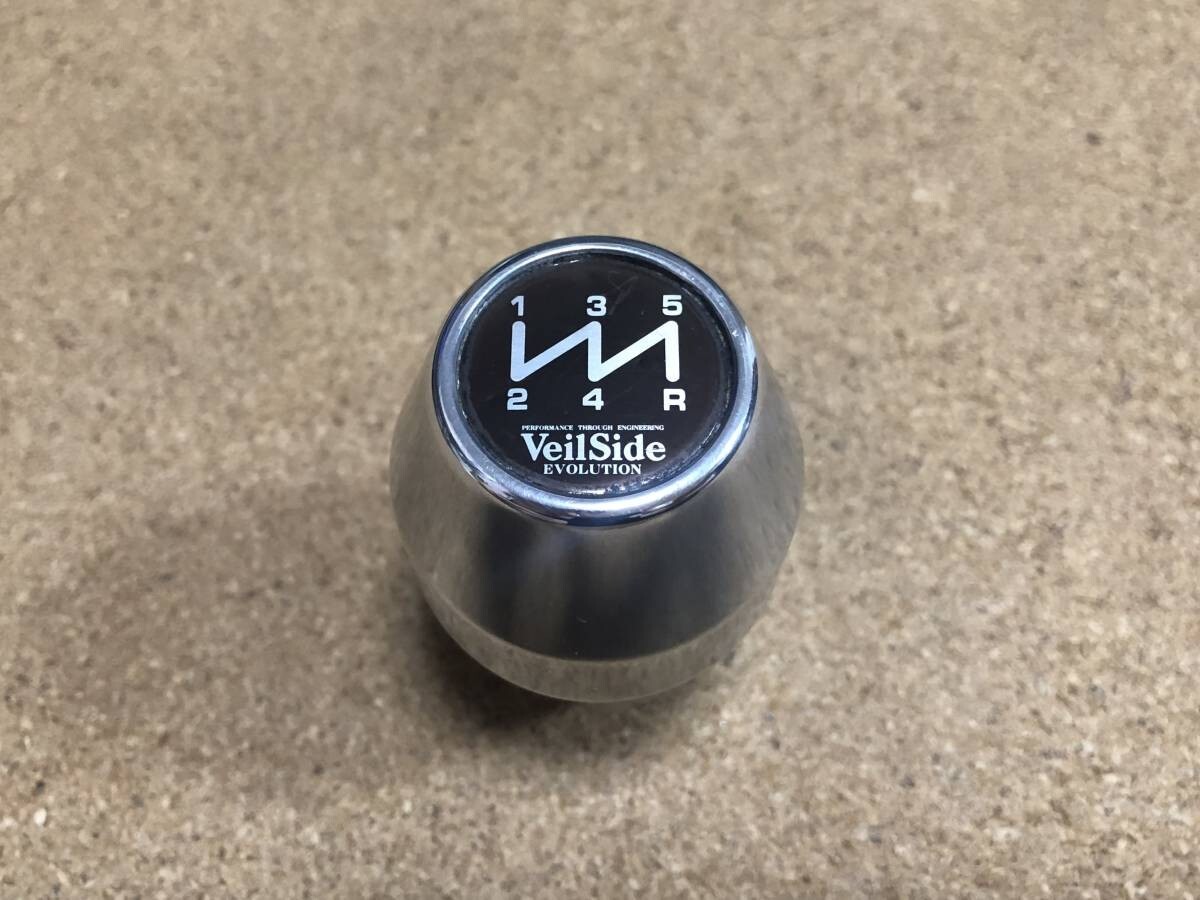 1 3 5
2 4 R
PERFORMANCE THROUGH ENGINEERING
VeilSide
EVOLUTION